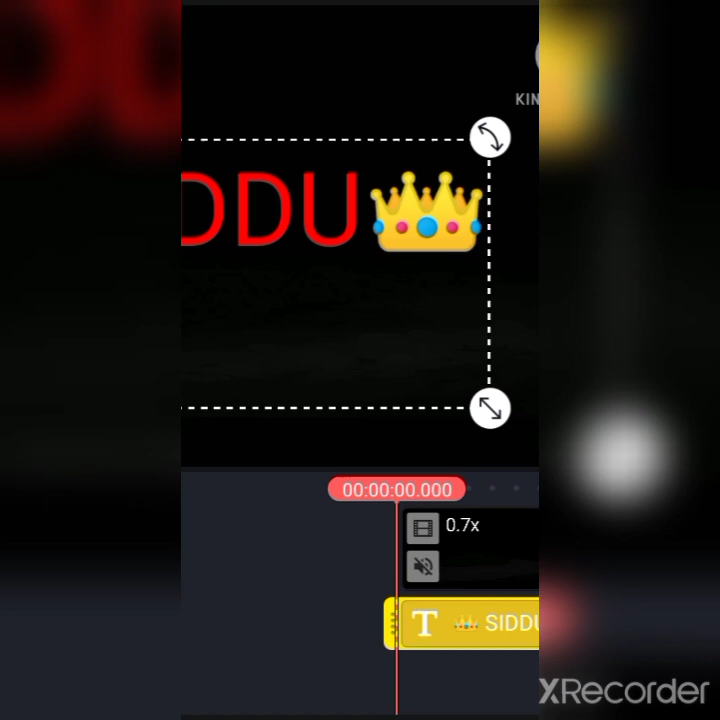 KIN
DDU👑
00:00:00.000
0.7x
T 👑 SIDDU
XRecorder